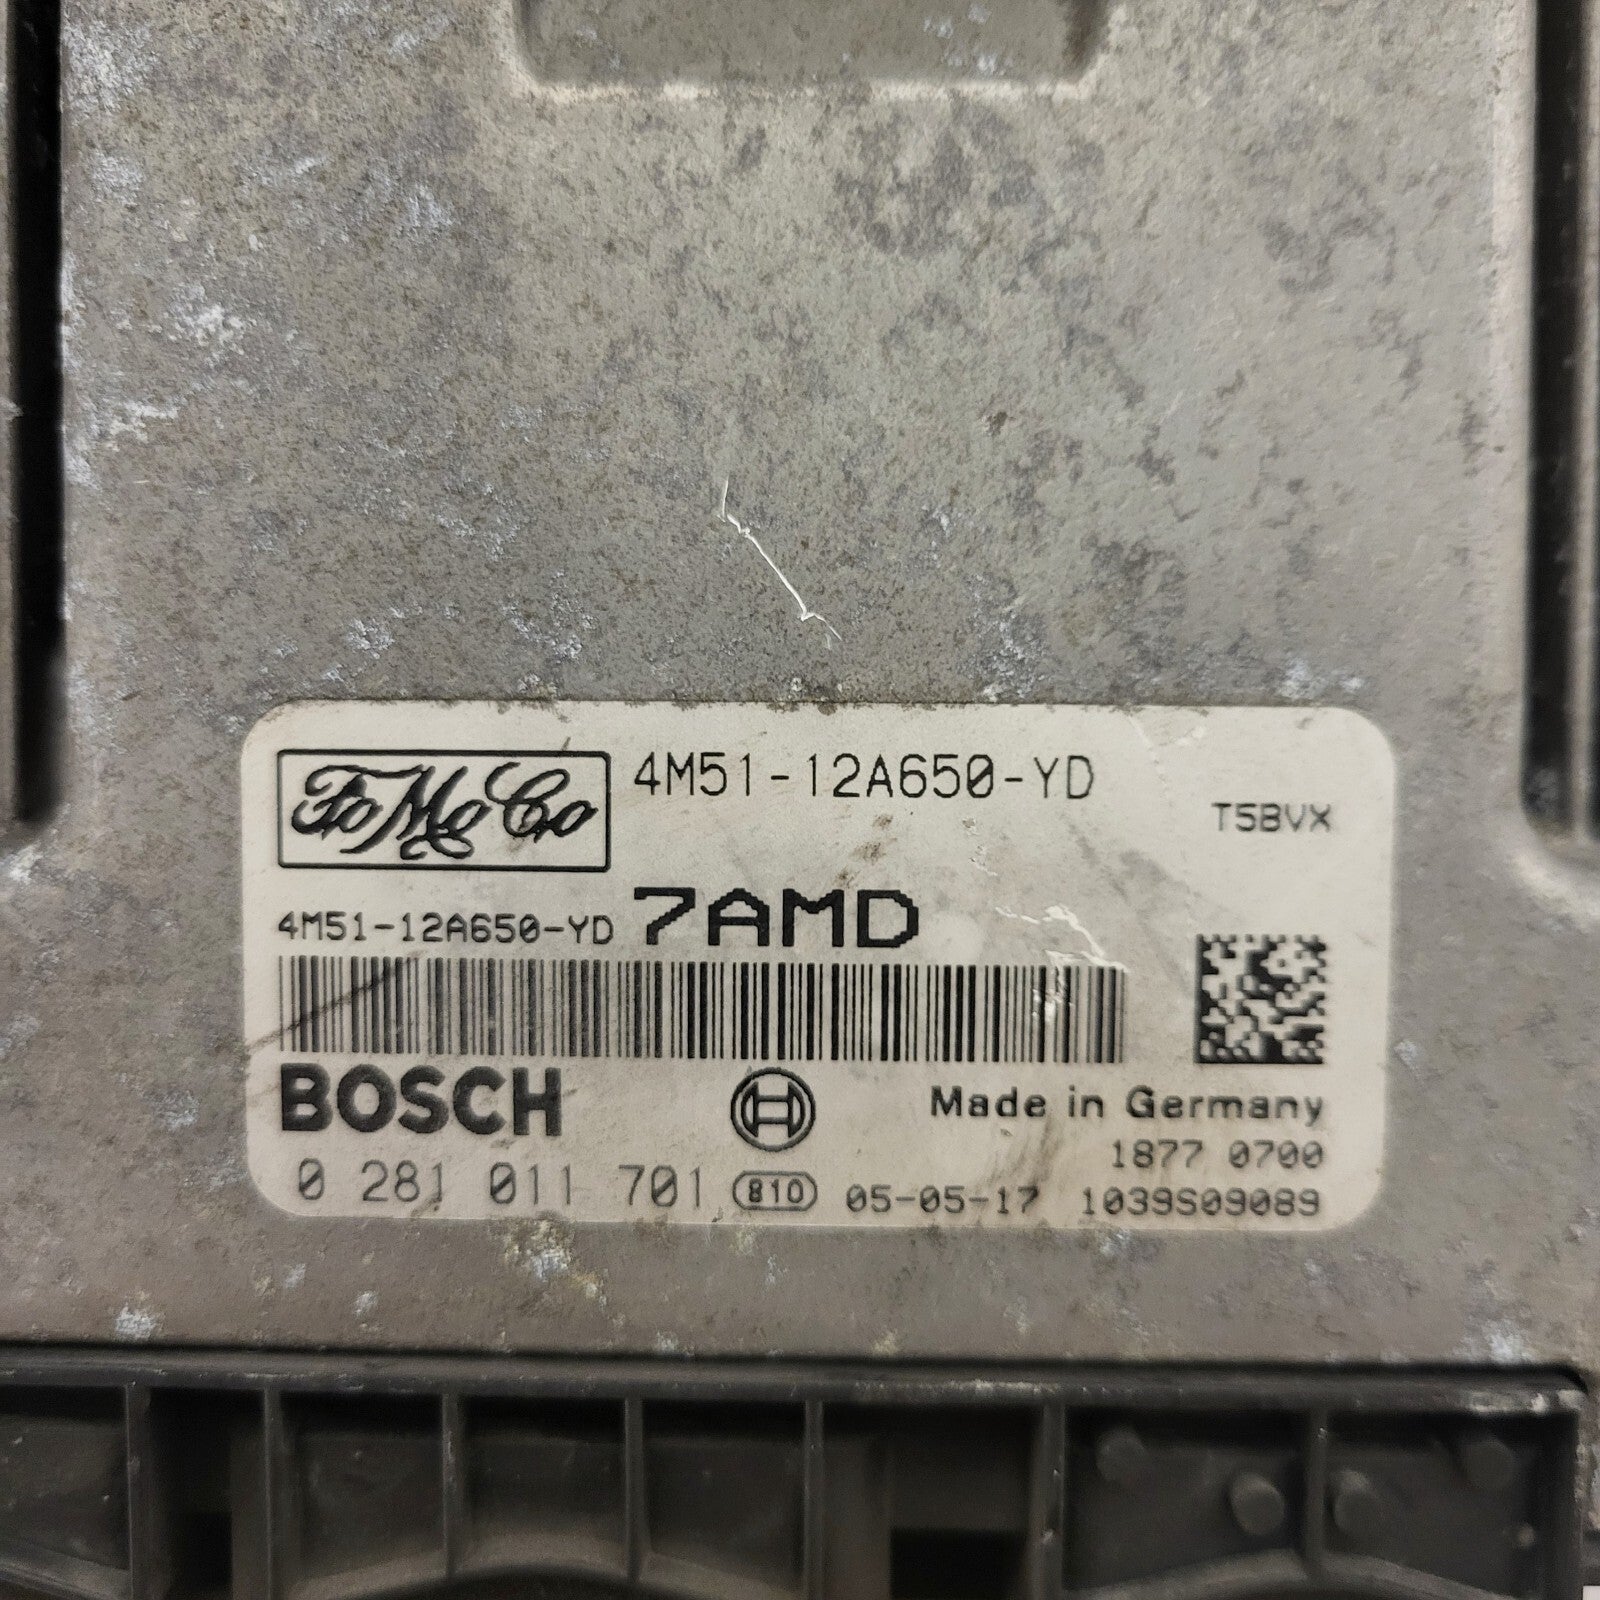 FoMoCo 4M51-12A650-YD
T5BVX
4M51-12A650-YD 7AMD
BOSCH
Made in Germany
1877 0700
0 281 011 701 810 05-05-17 1039S09089